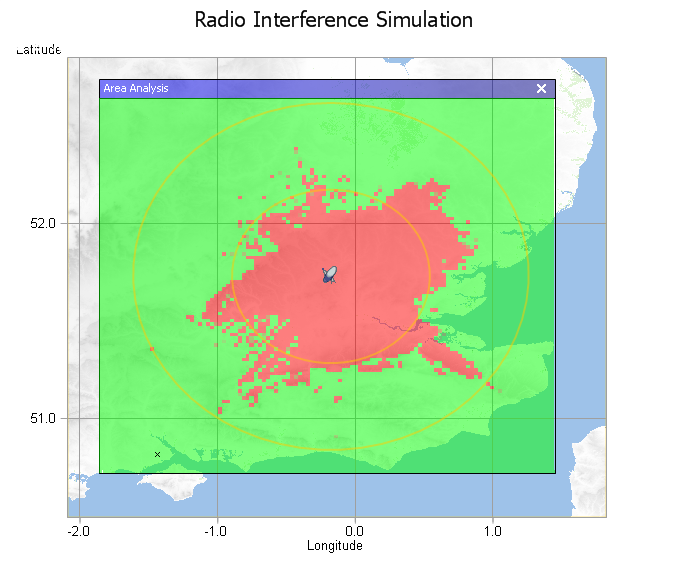 Radio Interference Simulation
Latitude
Area Analysis
52.0
51.0
-2.0 -1.0 0.0 1.0
Longitude